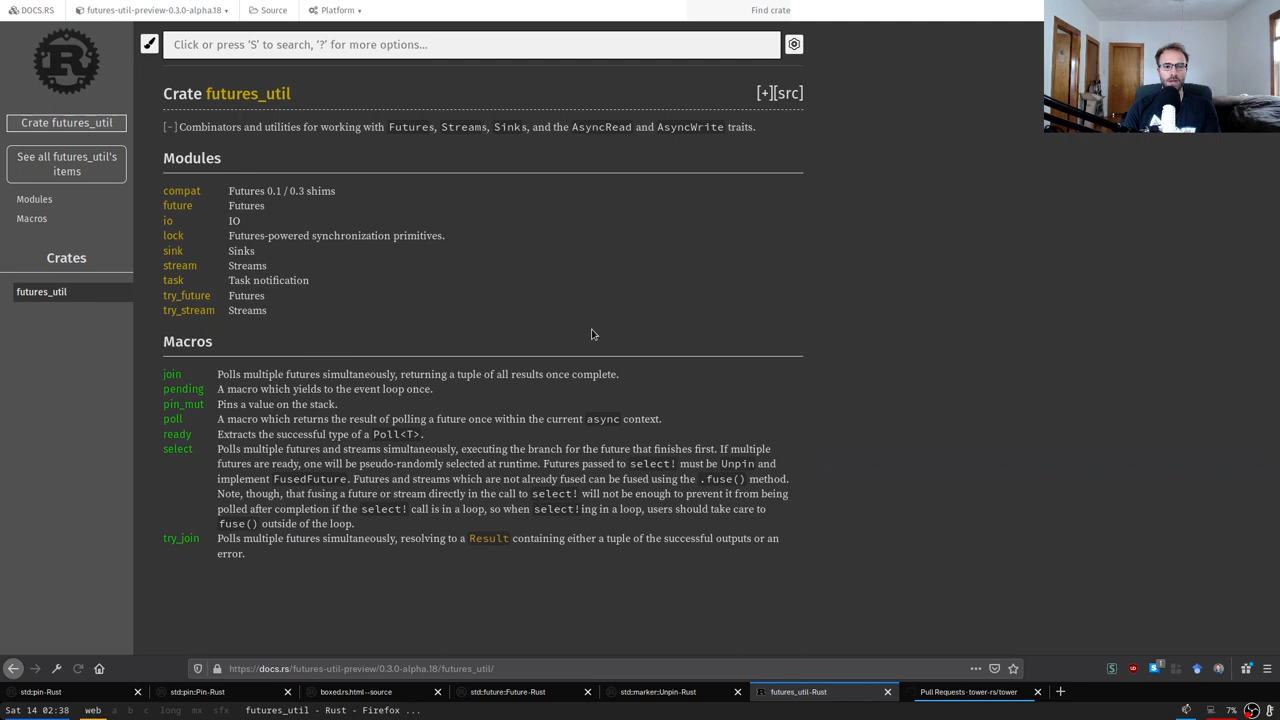 DOCS.RS
futures-util-preview-0.3.0-alpha.18
Source
Platform
Find crate
Click or press ‘S’ to search, ‘?’ for more options…
Crate futures_util
[+][src]
Crate futures_util
[−] Combinators and utilities for working with Futures, Streams, Sinks, and the AsyncRead and AsyncWrite traits.
See all futures_util's
items
Modules
Macros
Crates
futures_util
Modules
compat Futures 0.1 / 0.3 shims
future Futures
io IO
lock Futures-powered synchronization primitives.
sink Sinks
stream Streams
task Task notification
try_future Futures
try_stream Streams
Macros
join Polls multiple futures simultaneously, returning a tuple of all results once complete.
pending A macro which yields to the event loop once.
pin_mut Pins a value on the stack.
poll A macro which returns the result of polling a future once within the current async context.
ready Extracts the successful type of a Poll<T>.
select Polls multiple futures and streams simultaneously, executing the branch for the future that finishes first. If multiple
futures are ready, one will be pseudo-randomly selected at runtime. Futures passed to select! must be Unpin and
implement FusedFuture. Futures and streams which are not already fused can be fused using the .fuse() method.
Note, though, that fusing a future or stream directly in the call to select! will not be enough to prevent it from being
polled after completion if the select! call is in a loop, so when select!ing in a loop, users should take care to
fuse() outside of the loop.
try_join Polls multiple futures simultaneously, resolving to a Result containing either a tuple of the successful outputs or an
error.
https://docs.rs/futures-util-preview/0.3.0-alpha.18/futures_util/
std::pin - Rust
std::pin::Pin - Rust
boxed.rs.html -- source
std::future::Future - Rust
std::marker::Unpin - Rust
futures_util - Rust
Pull Requests · tower-rs/tower
Sat 14 02:38 web a b c long mx sfx futures_util - Rust - Firefox ...
7%